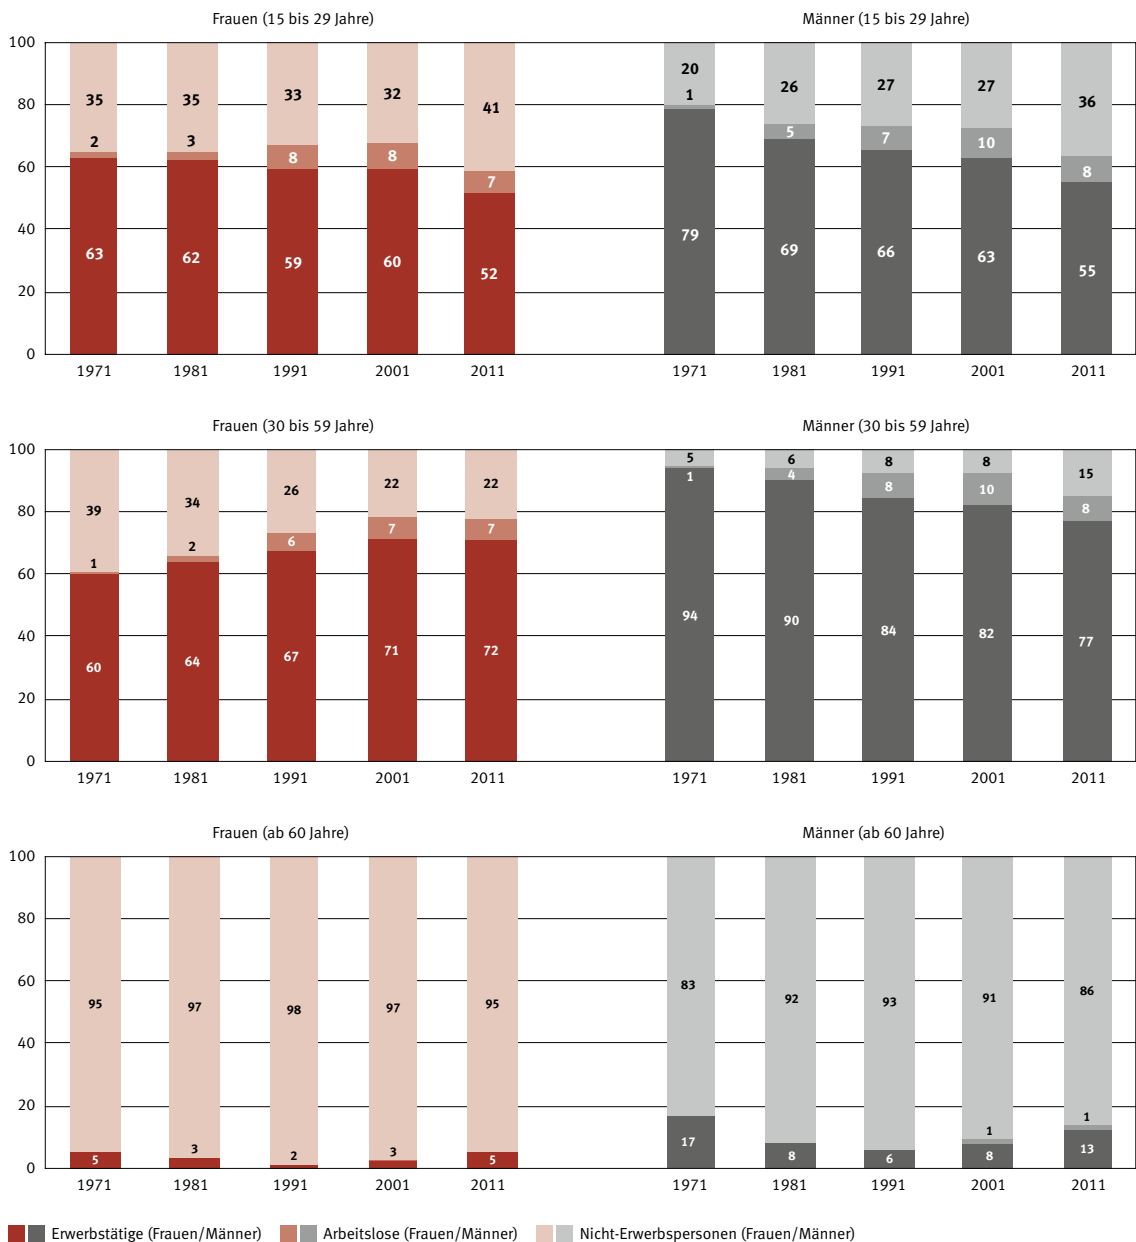 Frauen (15 bis 29 Jahre) Männer (15 bis 29 Jahre)
100
80
60
40
20
0
35 35 33 32 41
2 3 8 8 7
63 62 59 60 52
20 26 27 27 36
1 5 7 10 8
79 69 66 63 55
1971 1981 1991 2001 2011 1971 1981 1991 2001 2011
Frauen (30 bis 59 Jahre) Männer (30 bis 59 Jahre)
100
80
60
40
20
0
39 34 26 22 22
1 2 6 7 7
60 64 67 71 72
5 6 8 8 15
1 4 8 10 8
94 90 84 82 77
1971 1981 1991 2001 2011 1971 1981 1991 2001 2011
Frauen (ab 60 Jahre) Männer (ab 60 Jahre)
100
80
60
40
20
0
95 97 98 97 95
5 3 2 3 5
83 92 93 91 86
1 1
17 8 6 8 13
1971 1981 1991 2001 2011 1971 1981 1991 2001 2011
Erwerbstätige (Frauen/Männer) Arbeitslose (Frauen/Männer) Nicht-Erwerbspersonen (Frauen/Männer)